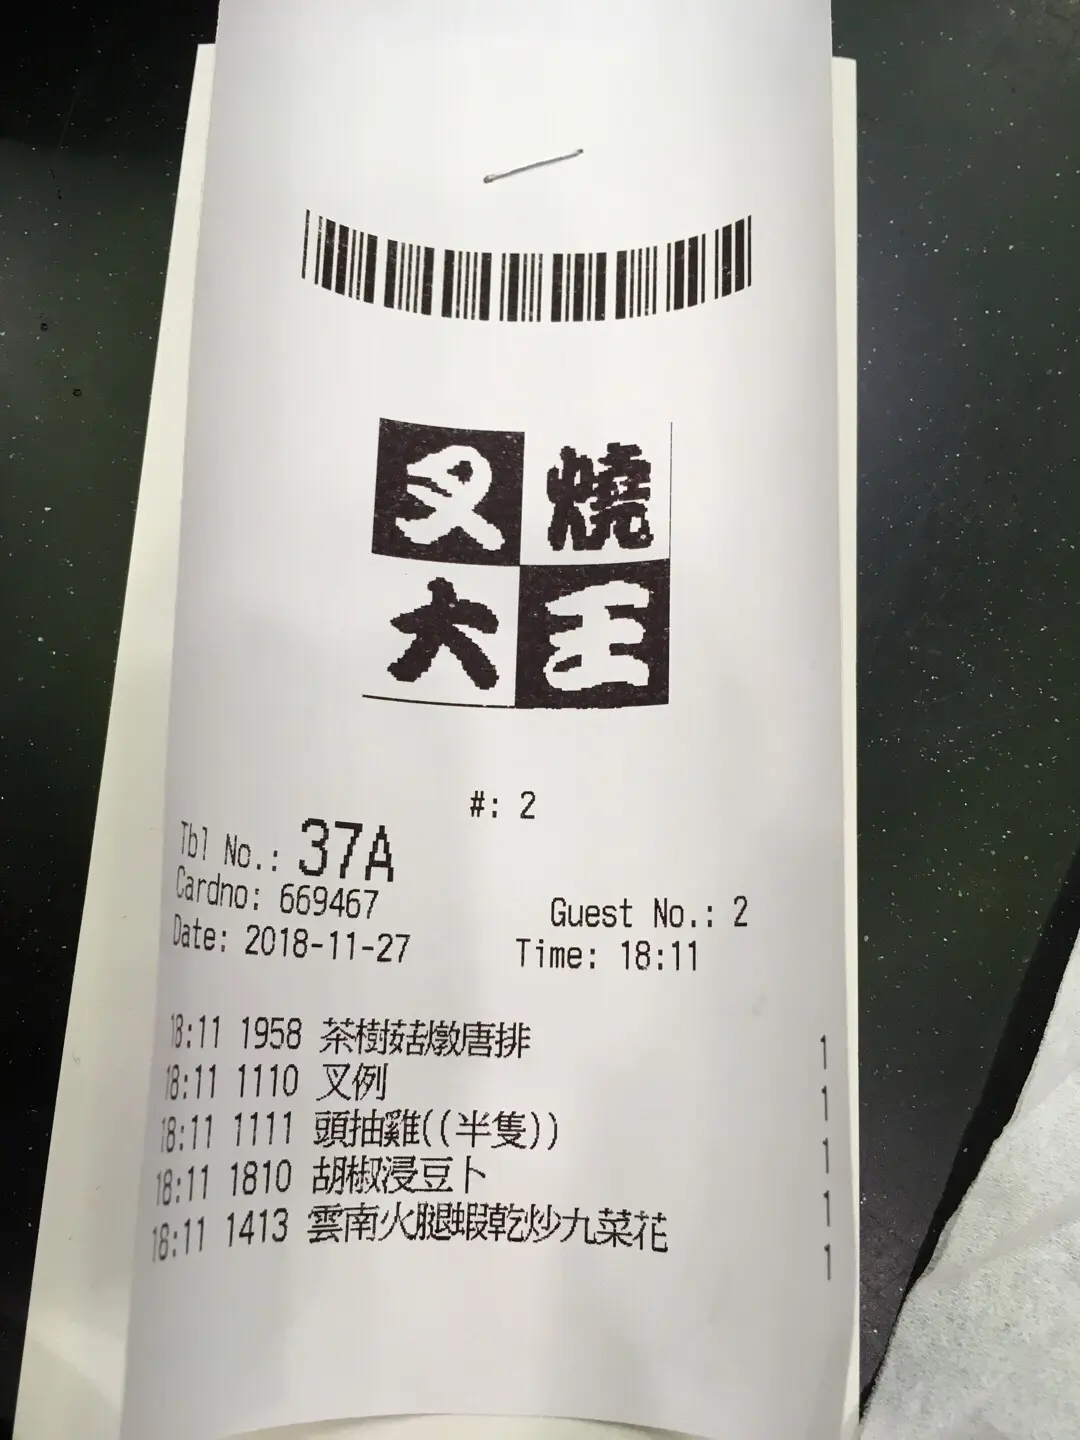 叉燒
大王
#: 2
Tbl No.: 37A
Cardno: 669467 Guest No.: 2
Date: 2018-11-27 Time: 18:11
18:11 1958 茶樹菇燉唐排 1
18:11 1110 叉例 1
18:11 1111 頭抽雞((半隻)) 1
18:11 1810 胡椒浸豆卜 1
18:11 1413 雲南火腿蝦乾炒九菜花 1